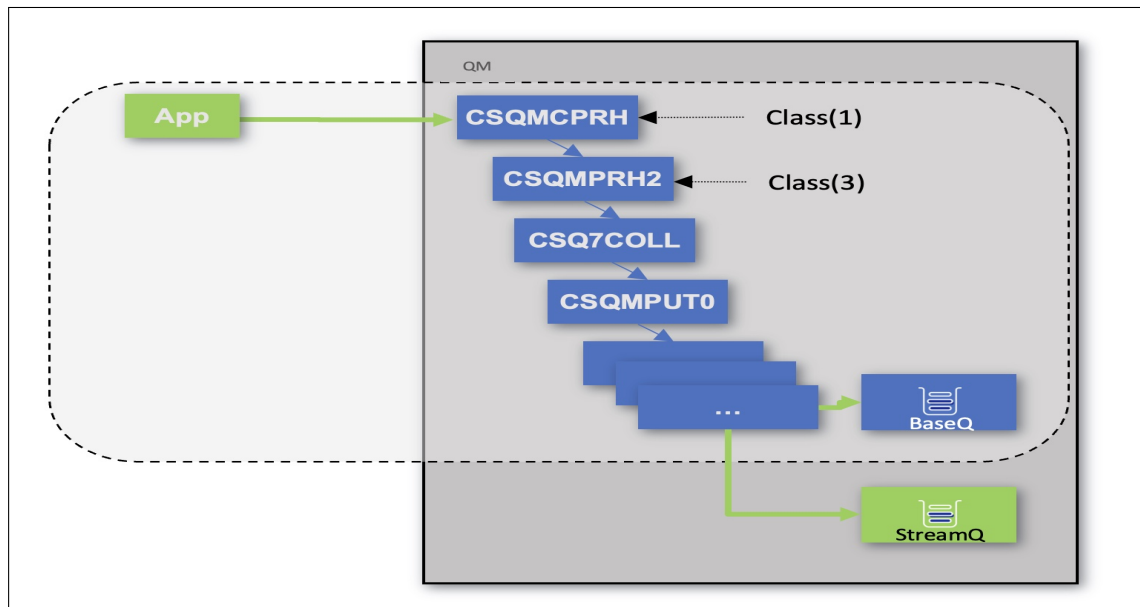 QM
App
CSQMCPRH
Class(1)
CSQMPRH2
Class(3)
CSQ7COLL
CSQMPUT0
...
BaseQ
StreamQ